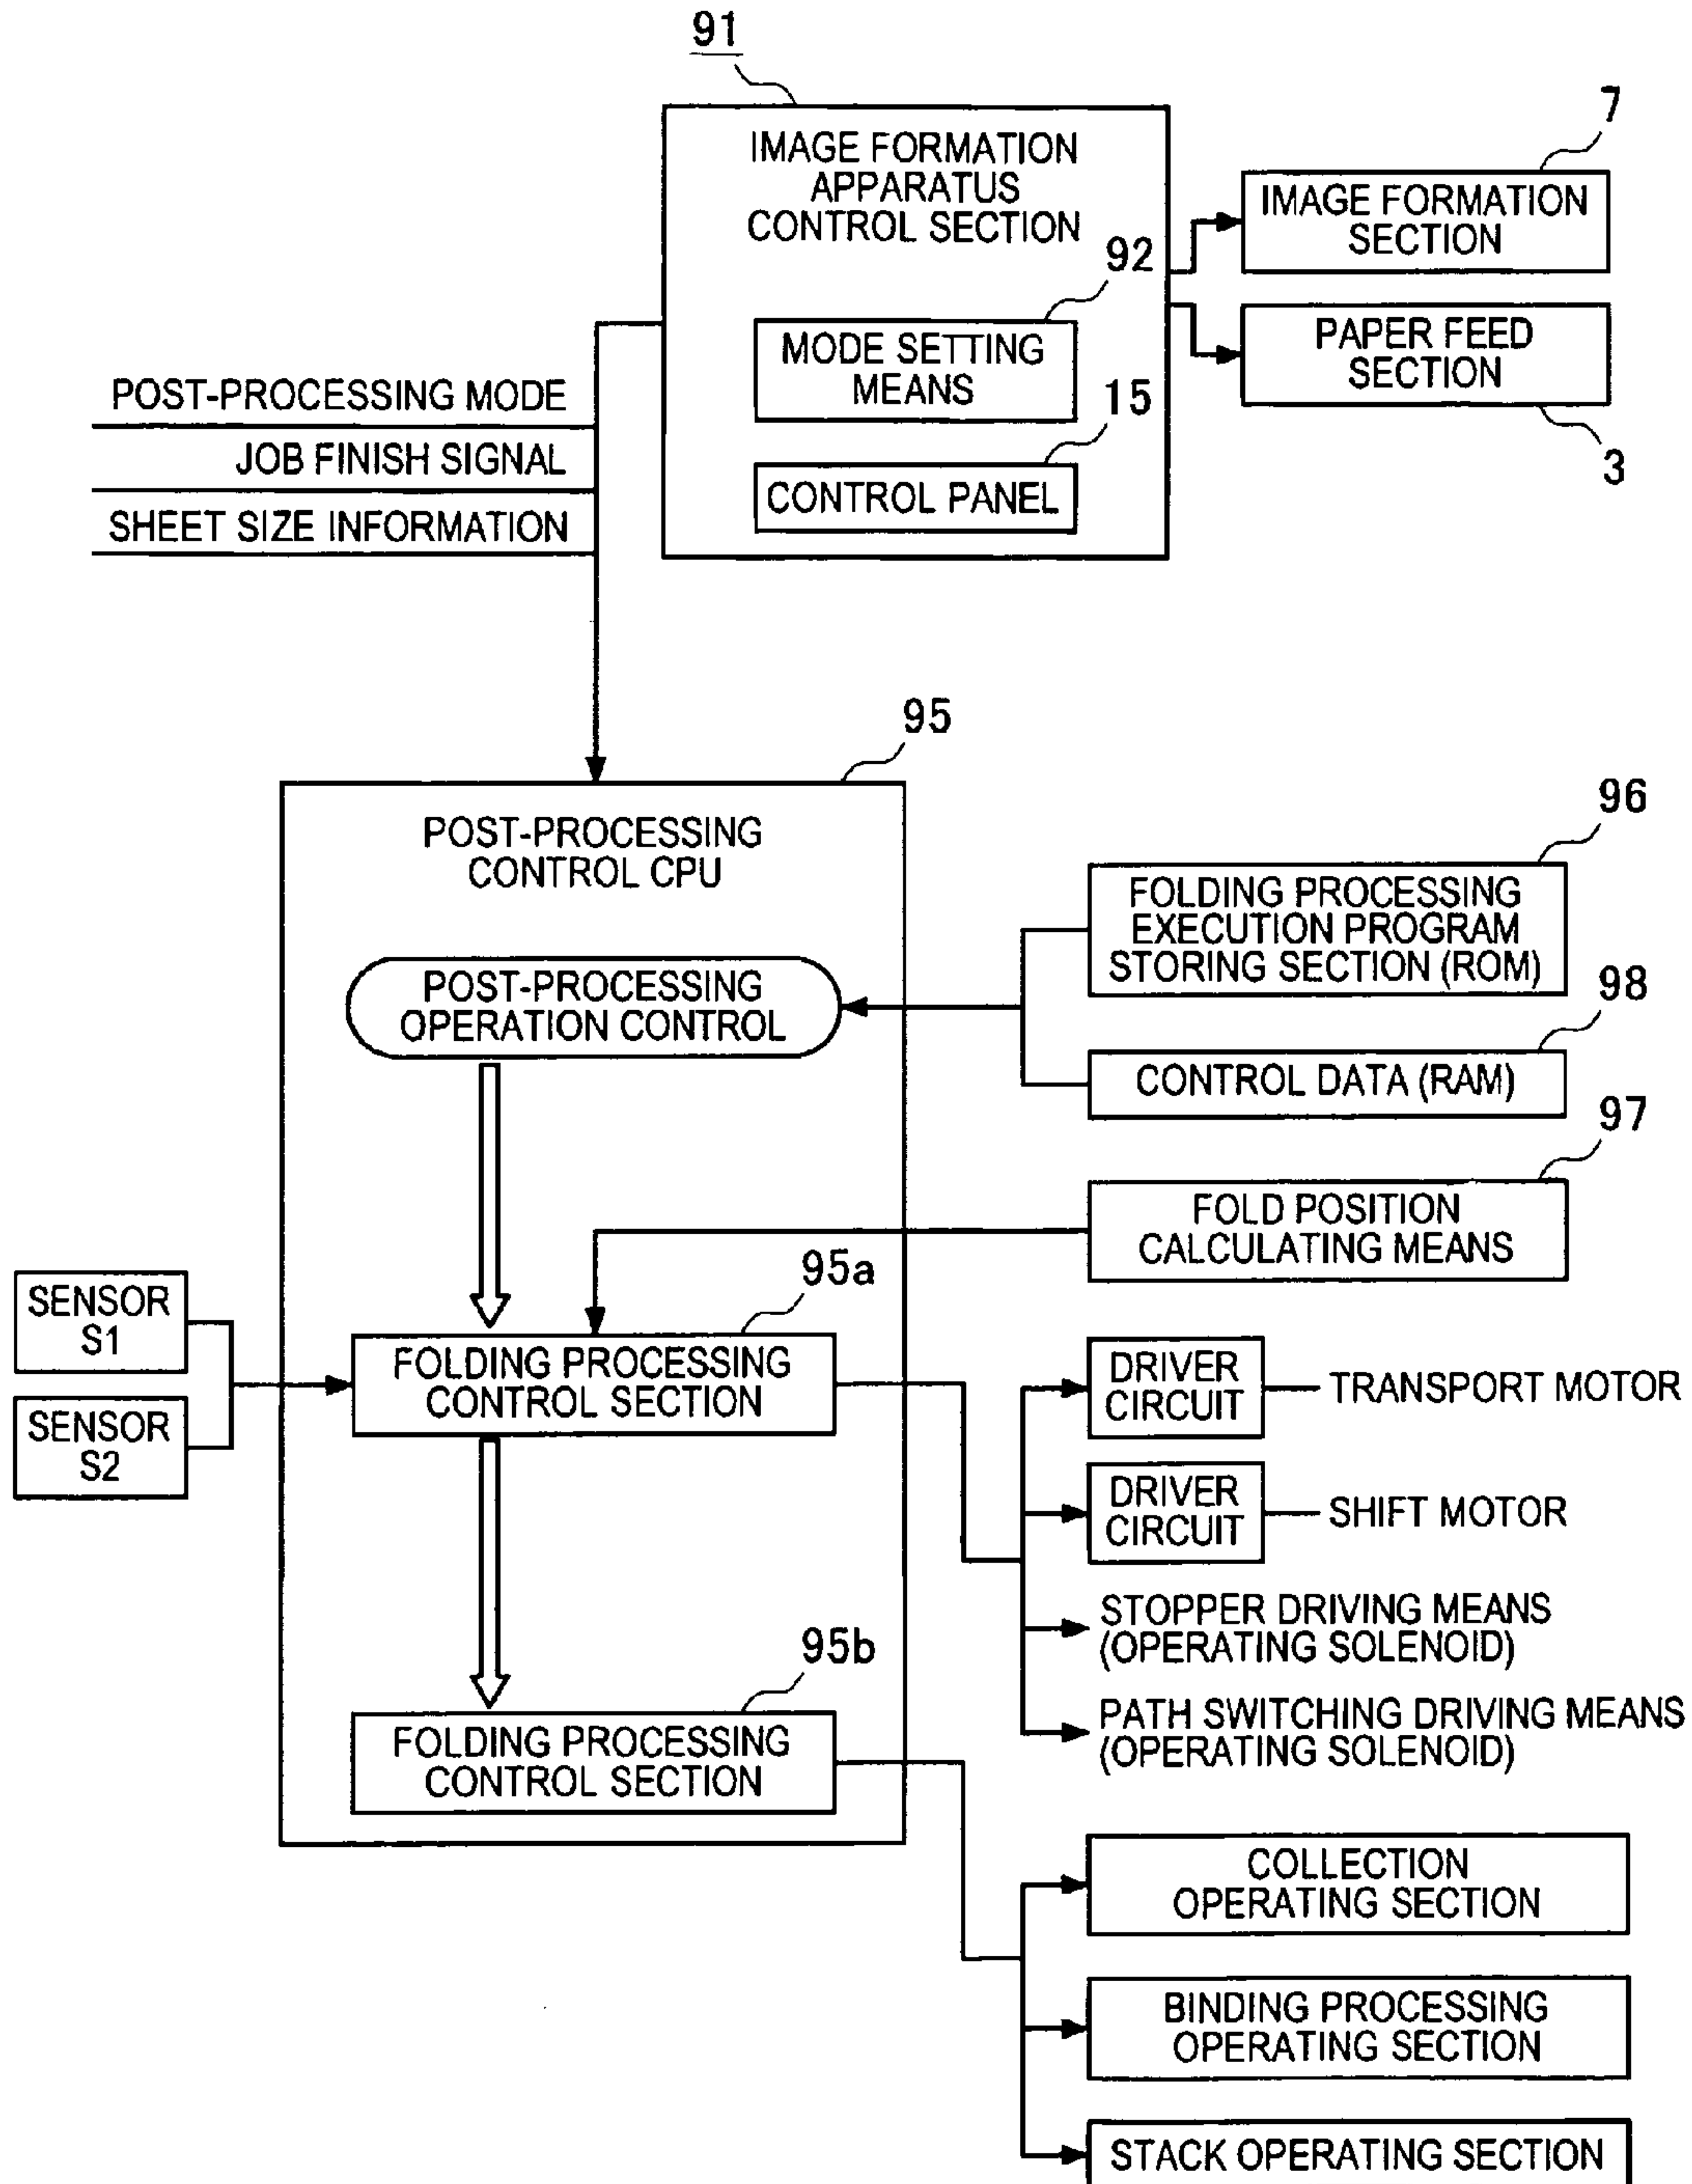 91
IMAGE FORMATION
APPARATUS
CONTROL SECTION
92
MODE SETTING
MEANS
15
CONTROL PANEL
7
IMAGE FORMATION
SECTION
PAPER FEED
SECTION
3
POST-PROCESSING MODE
JOB FINISH SIGNAL
SHEET SIZE INFORMATION
95
POST-PROCESSING
CONTROL CPU
POST-PROCESSING
OPERATION CONTROL
96
FOLDING PROCESSING
EXECUTION PROGRAM
STORING SECTION (ROM)
98
CONTROL DATA (RAM)
97
FOLD POSITION
CALCULATING MEANS
SENSOR
S1
SENSOR
S2
95a
FOLDING PROCESSING
CONTROL SECTION
DRIVER
CIRCUIT
TRANSPORT MOTOR
DRIVER
CIRCUIT
SHIFT MOTOR
STOPPER DRIVING MEANS
(OPERATING SOLENOID)
PATH SWITCHING DRIVING MEANS
(OPERATING SOLENOID)
95b
FOLDING PROCESSING
CONTROL SECTION
COLLECTION
OPERATING SECTION
BINDING PROCESSING
OPERATING SECTION
STACK OPERATING SECTION